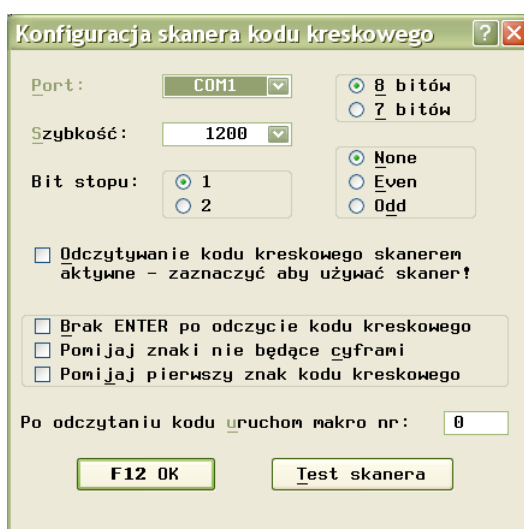 Konfiguracja skanera kodu kreskowego
Port: COM1
8 bitów
7 bitów
Szybkość: 1200
None
Even
Odd
Bit stopu: 1
2
Odczytywanie kodu kreskowego skanerem
aktywne - zaznaczyć aby używać skaner!
Brak ENTER po odczycie kodu kreskowego
Pomijaj znaki nie będące cyframi
Pomijaj pierwszy znak kodu kreskowego
Po odczytaniu kodu uruchom makro nr: 0
F12 OK Test skanera